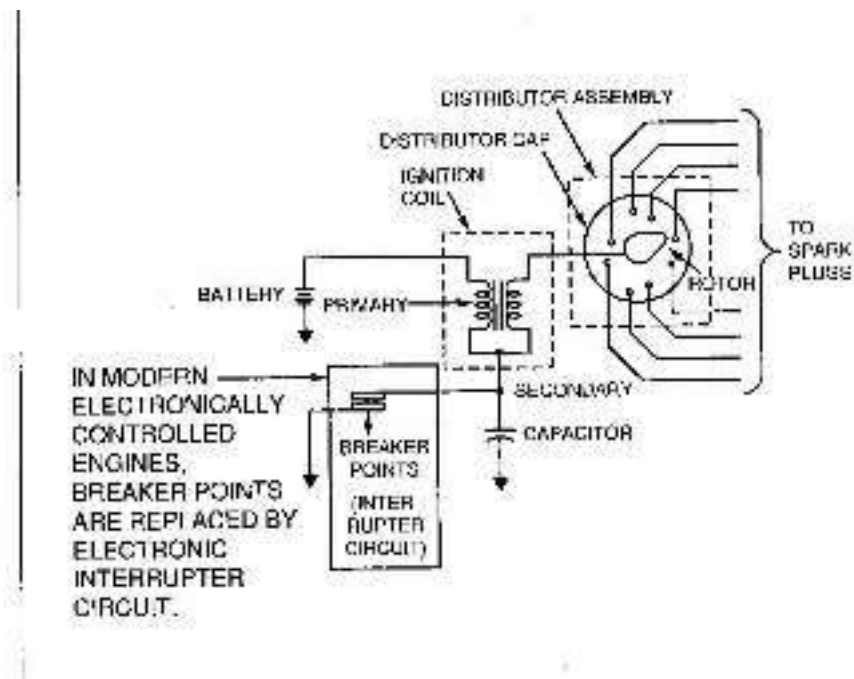 DISTRIBUTOR ASSEMBLY
DISTRIBUTOR CAP
IGNITION
COIL
TO
SPARK
PLUGS
ROTOR
BATTERY
PRIMARY
IN MODERN
ELECTRONICALLY
CONTROLLED
ENGINES,
BREAKER POINTS
ARE REPLACED BY
ELECTRONIC
INTERRUPTER
CIRCUIT.
SECONDARY
CAPACITOR
BREAKER
POINTS
(INTER
RUPTER
CIRCUIT)